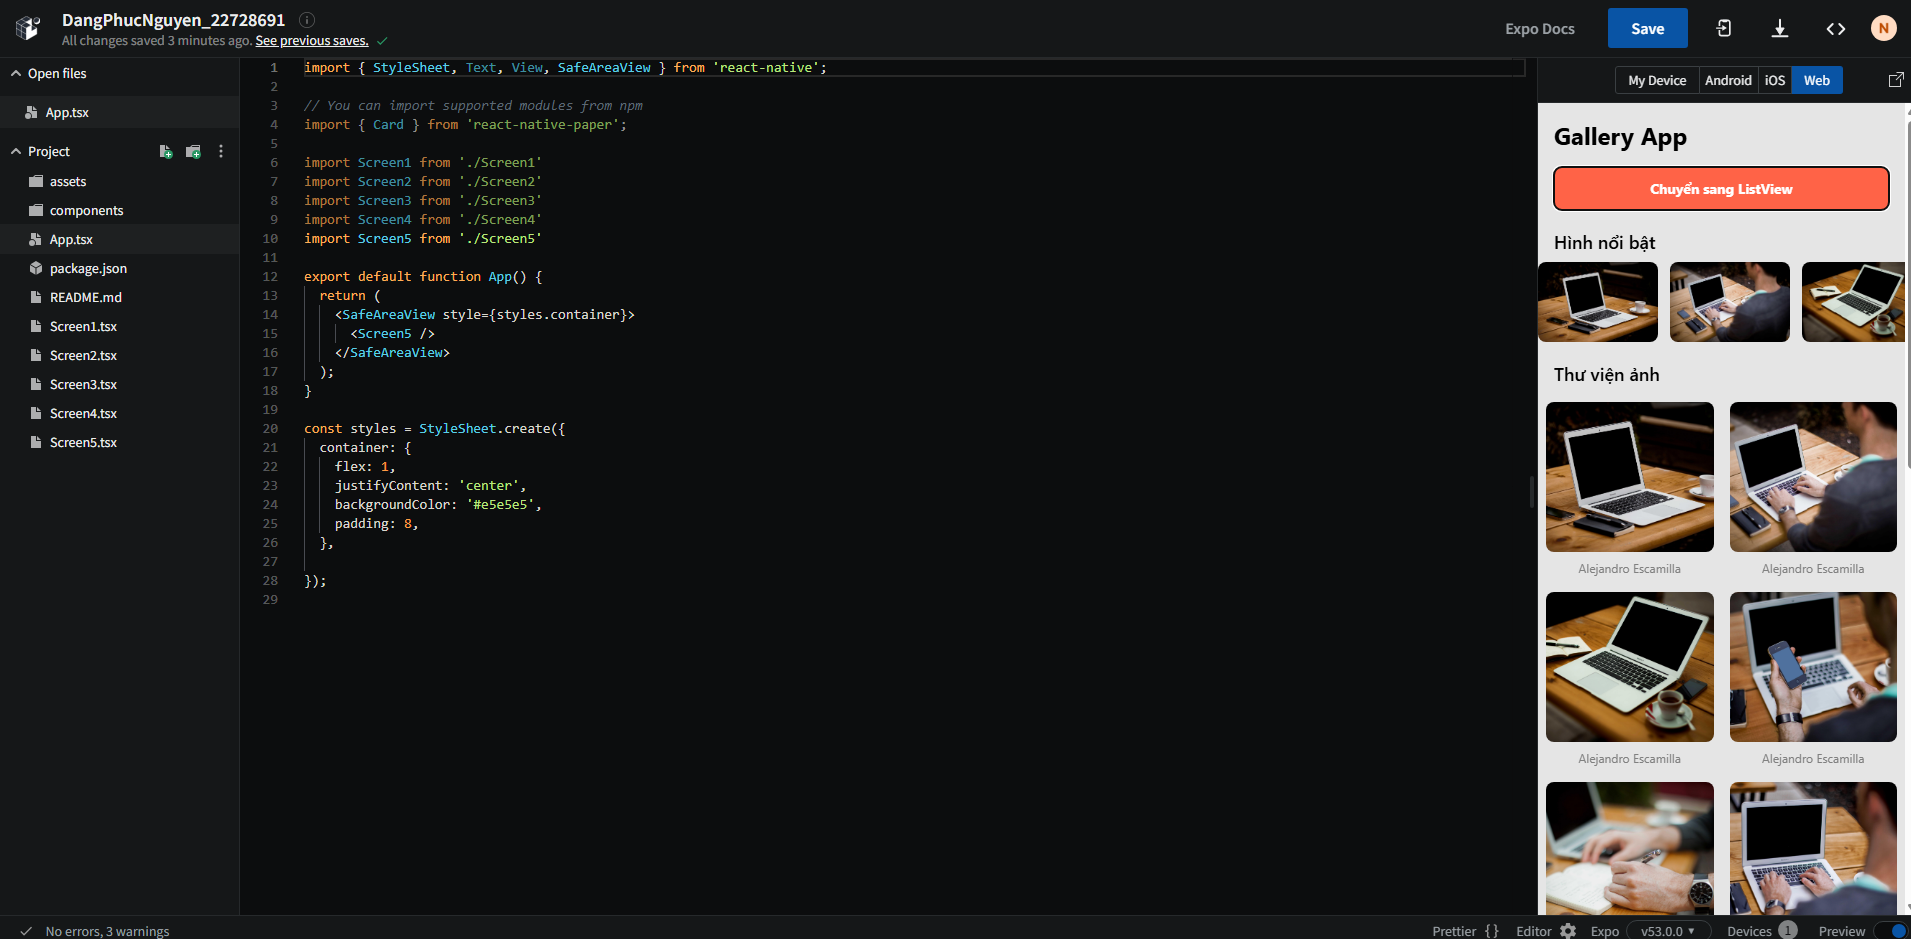 DangPhucNguyen_22728691
All changes saved 3 minutes ago. See previous saves.
Expo Docs
Save
N
Open files
App.tsx
Project
assets
components
App.tsx
package.json
README.md
Screen1.tsx
Screen2.tsx
Screen3.tsx
Screen4.tsx
Screen5.tsx
1 import { StyleSheet, Text, View, SafeAreaView } from 'react-native';
2
3 // You can import supported modules from npm
4 import { Card } from 'react-native-paper';
5
6 import Screen1 from './Screen1'
7 import Screen2 from './Screen2'
8 import Screen3 from './Screen3'
9 import Screen4 from './Screen4'
10 import Screen5 from './Screen5'
11
12 export default function App() {
13 return (
14 <SafeAreaView style={styles.container}>
15 <Screen5 />
16 </SafeAreaView>
17 );
18 }
19
20 const styles = StyleSheet.create({
21 container: {
22 flex: 1,
23 justifyContent: 'center',
24 backgroundColor: '#e5e5e5',
25 padding: 8,
26 },
27
28 });
29
My Device Android iOS Web
Gallery App
Chuyển sang ListView
Hình nổi bật
Thư viện ảnh
Alejandro Escamilla Alejandro Escamilla
Alejandro Escamilla Alejandro Escamilla
No errors, 3 warnings
Prettier { } Editor Expo v53.0.0 Devices 1 Preview